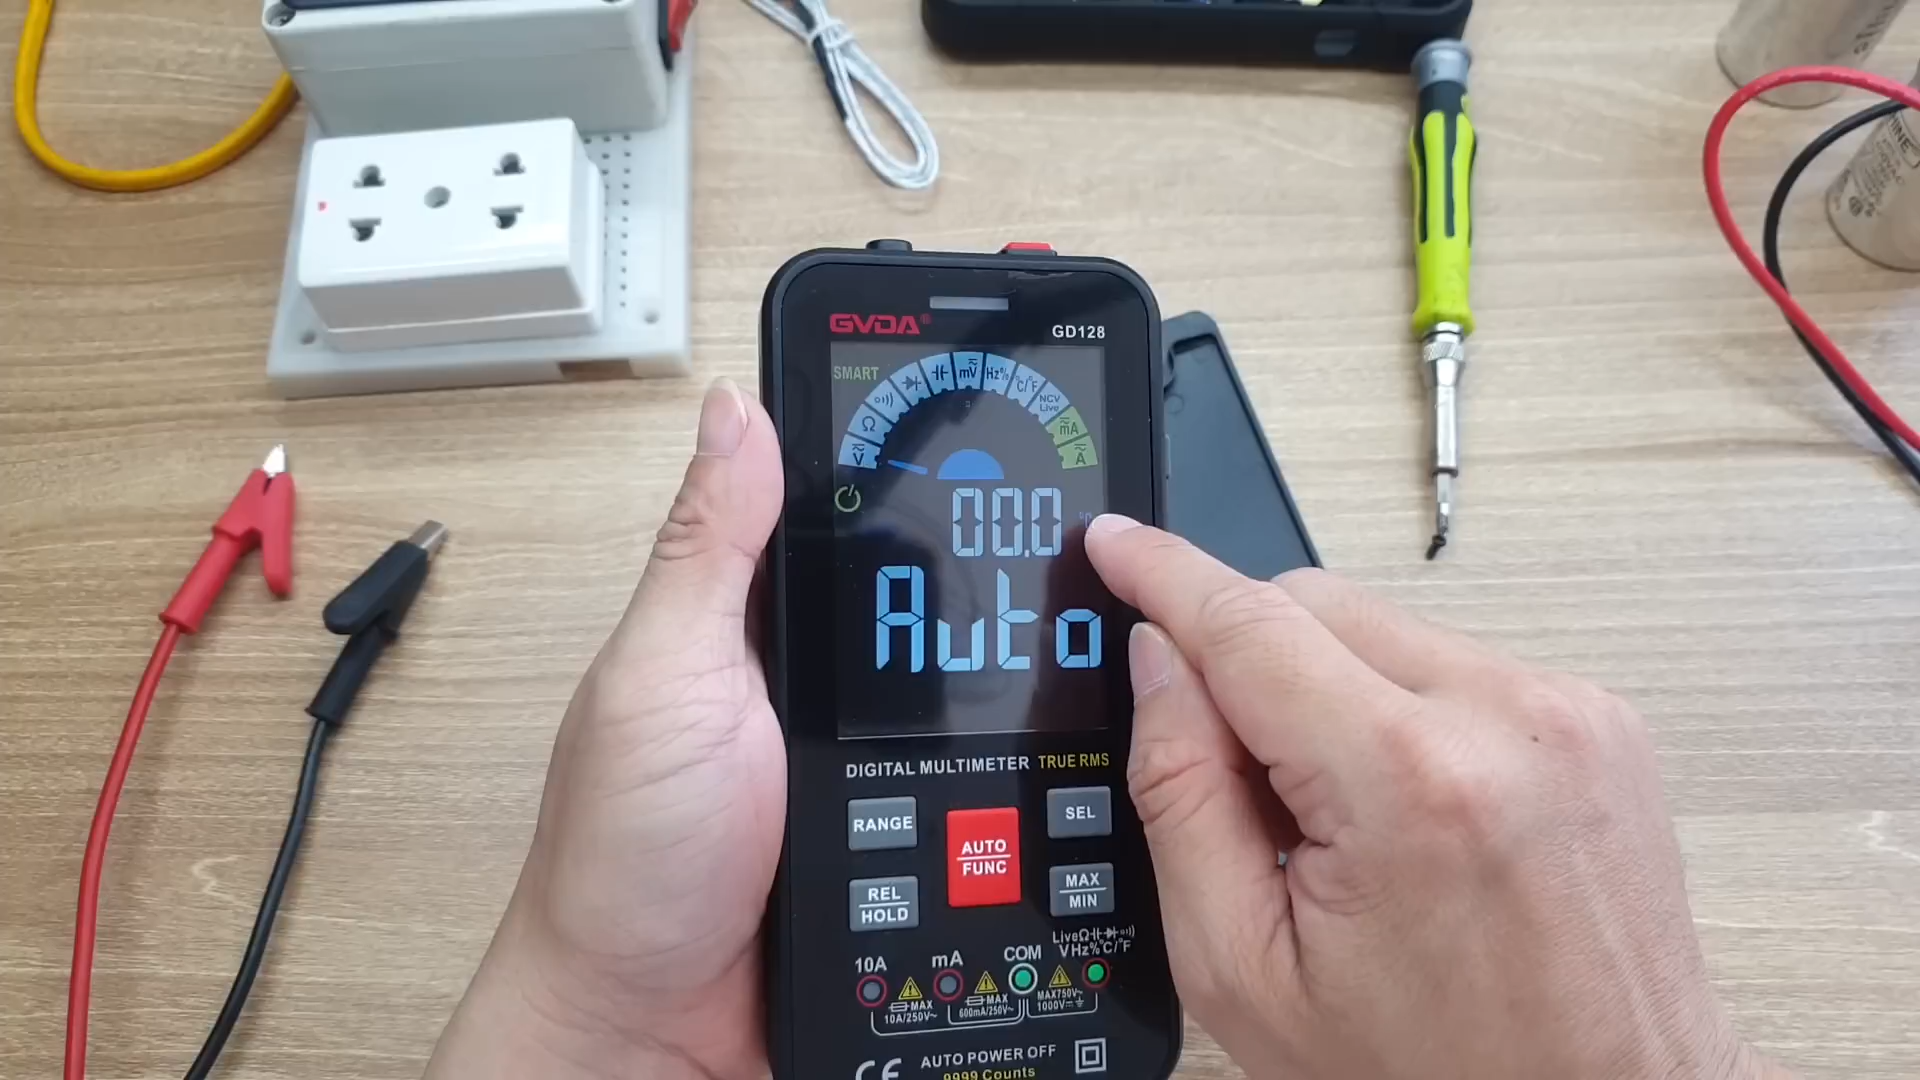 GVDA®
GD128
SMART
V Ω mV Hz% °C/°F NCV Live mA A
00.0 °C
Auto
DIGITAL MULTIMETER TRUE RMS
RANGE
AUTO
FUNC
SEL
REL
HOLD
MAX
MIN
10A mA COM LiveΩ
VHz%°C/°F
MAX
10A/250V~
MAX
600mA/250V~
MAX750V~
1000V
CE AUTO POWER OFF
9999 Counts